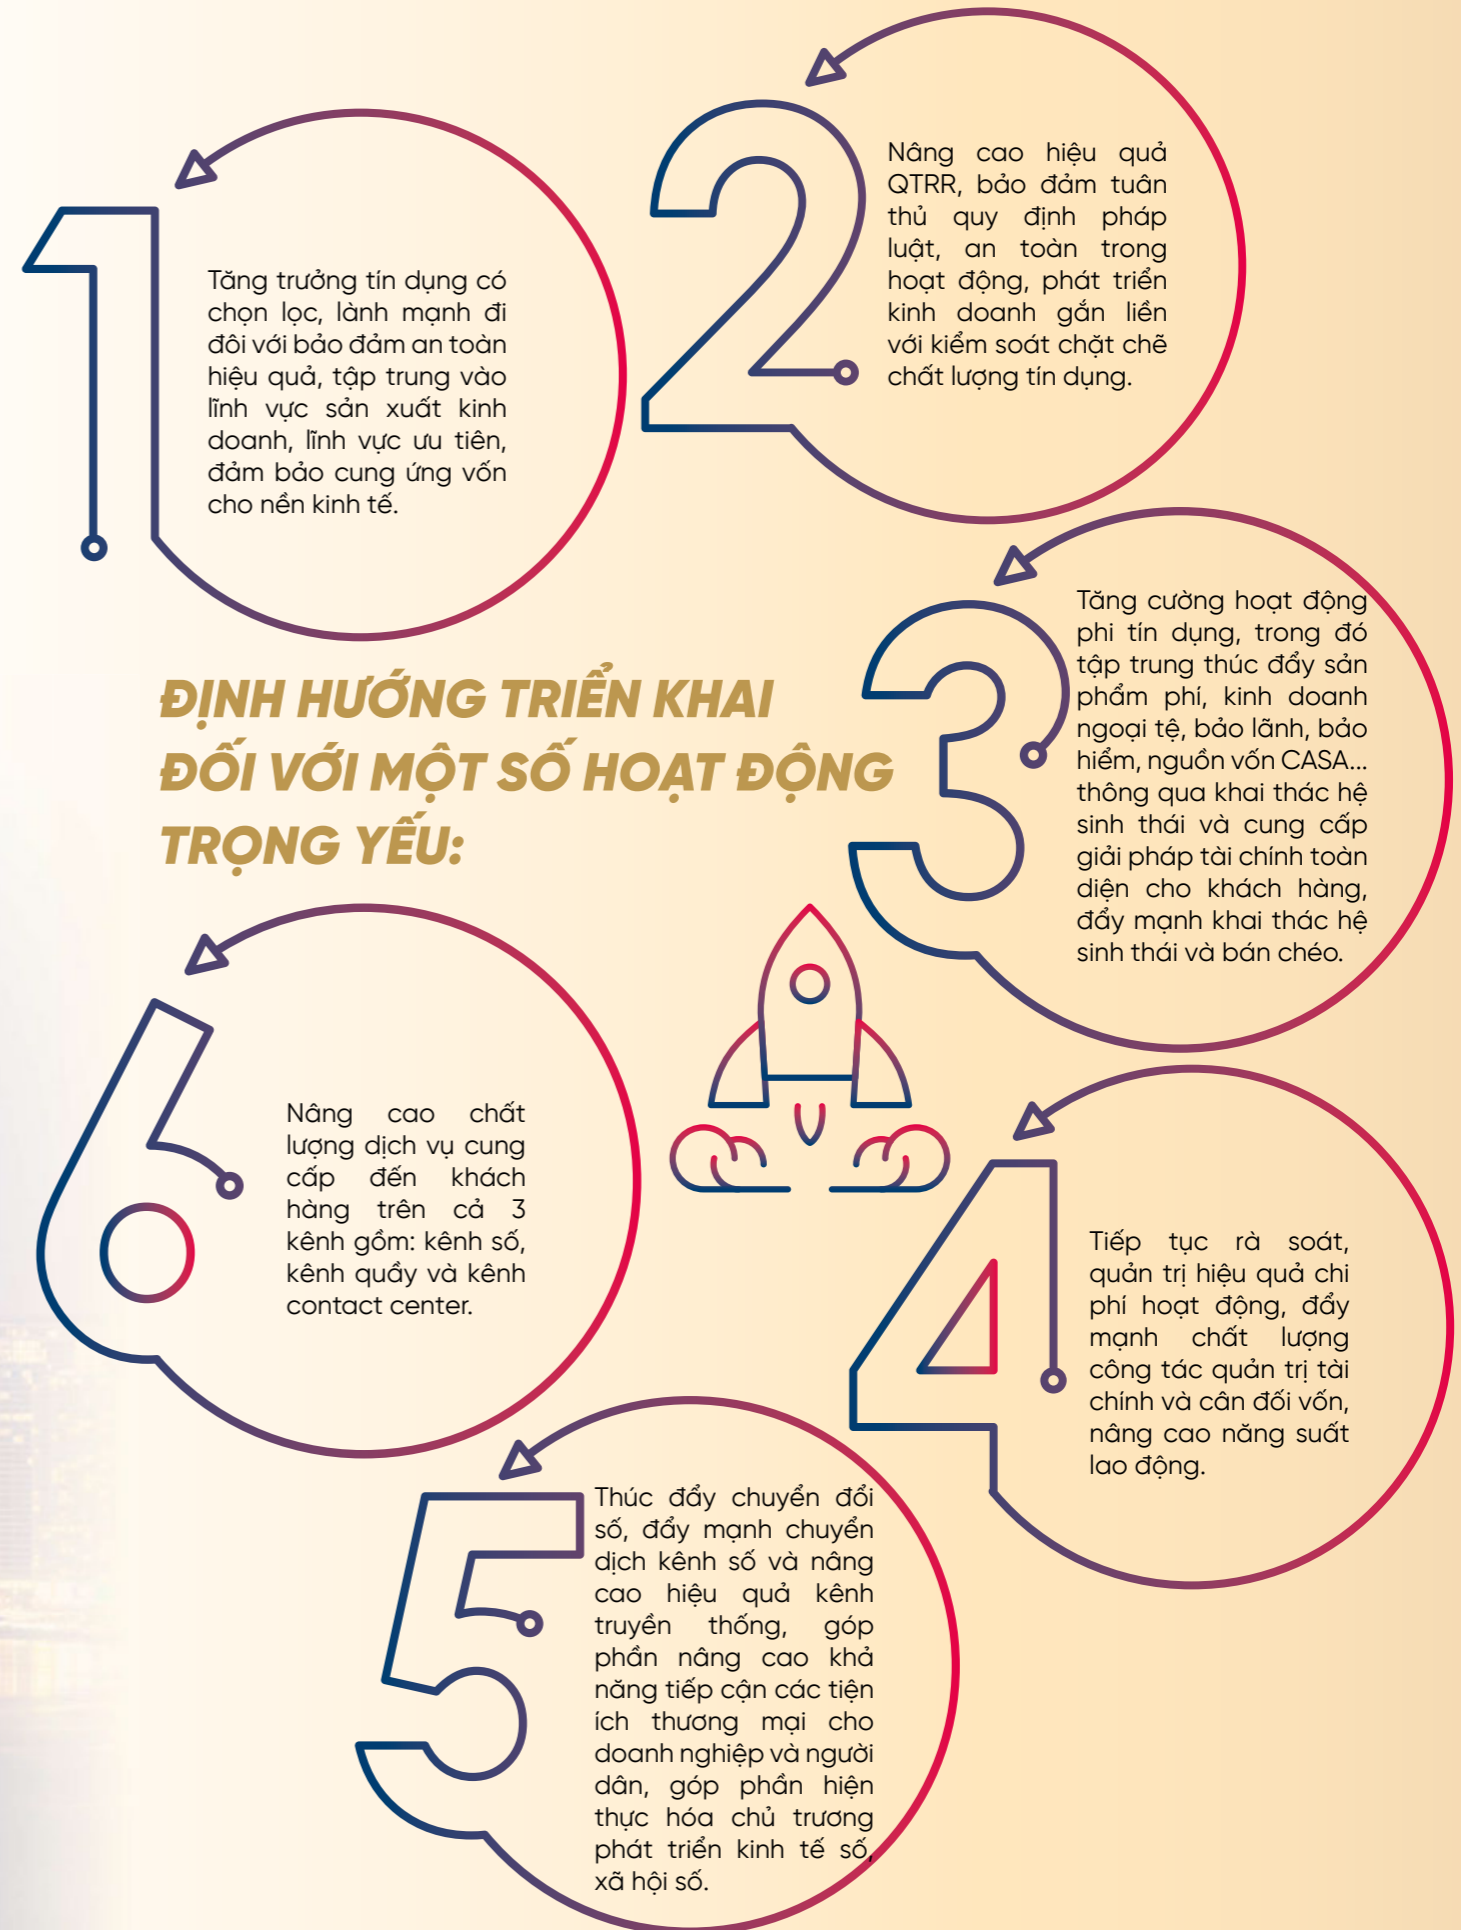 1
Tăng trưởng tín dụng có
chọn lọc, lành mạnh đi
đôi với bảo đảm an toàn
hiệu quả, tập trung vào
lĩnh vực sản xuất kinh
doanh, lĩnh vực ưu tiên,
đảm bảo cung ứng vốn
cho nền kinh tế.
2
Nâng cao hiệu quả
QTRR, bảo đảm tuân
thủ quy định pháp
luật, an toàn trong
hoạt động, phát triển
kinh doanh gắn liền
với kiểm soát chặt chẽ
chất lượng tín dụng.
ĐỊNH HƯỚNG TRIỂN KHAI
ĐỐI VỚI MỘT SỐ HOẠT ĐỘNG
TRỌNG YẾU:
3
Tăng cường hoạt động
phi tín dụng, trong đó
tập trung thúc đẩy sản
phẩm phí, kinh doanh
ngoại tệ, bảo lãnh, bảo
hiểm, nguồn vốn CASA...
thông qua khai thác hệ
sinh thái và cung cấp
giải pháp tài chính toàn
diện cho khách hàng,
đẩy mạnh khai thác hệ
sinh thái và bán chéo.
4
Tiếp tục rà soát,
quản trị hiệu quả chi
phí hoạt động, đẩy
mạnh chất lượng
công tác quản trị tài
chính và cân đối vốn,
nâng cao năng suất
lao động.
5
Thúc đẩy chuyển đổi
số, đẩy mạnh chuyển
dịch kênh số và nâng
cao hiệu quả kênh
truyền thống, góp
phần nâng cao khả
năng tiếp cận các tiện
ích thương mại cho
doanh nghiệp và người
dân, góp phần hiện
thực hóa chủ trương
phát triển kinh tế số,
xã hội số.
6
Nâng cao chất
lượng dịch vụ cung
cấp đến khách
hàng trên cả 3
kênh gồm: kênh số,
kênh quầy và kênh
contact center.